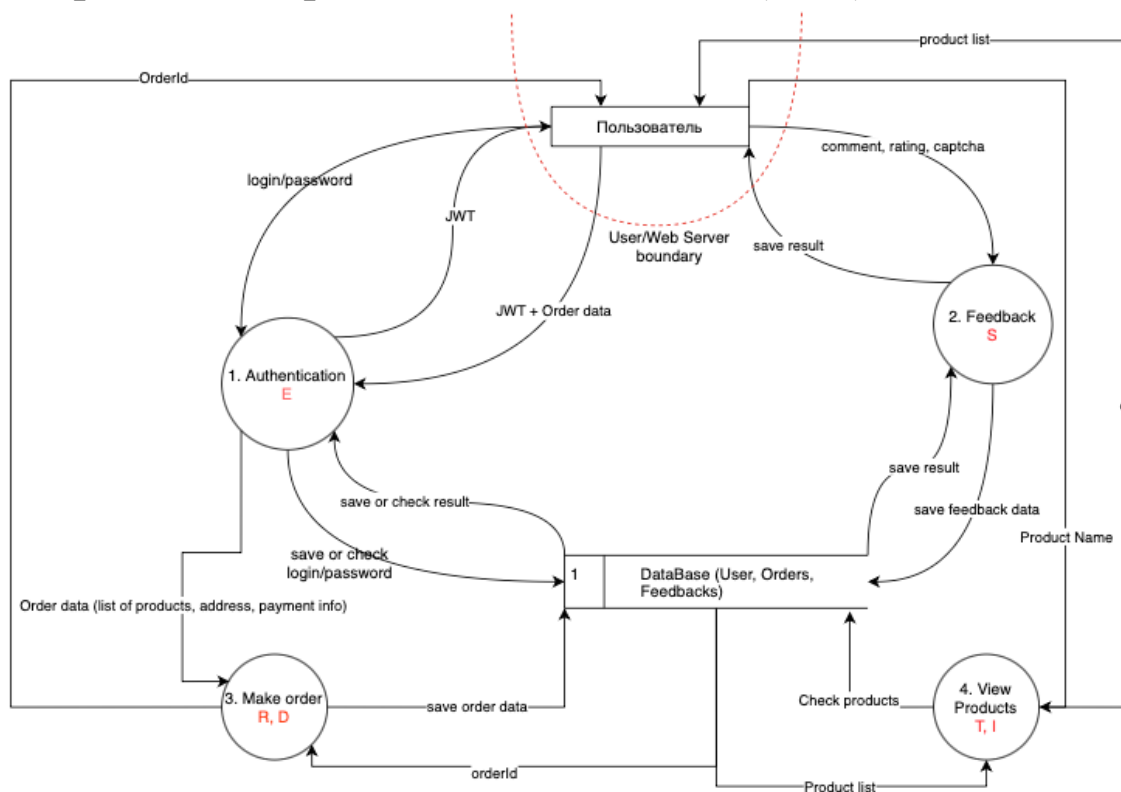 product list
OrderId
Пользователь
comment, rating, captcha
login/password
JWT
User/Web Server
boundary
save result
JWT + Order data
2. Feedback
S
1. Authentication
E
save result
save or check result
save feedback data
Product Name
save or check
login/password
1
DataBase (User, Orders,
Feedbacks)
Order data (list of products, address, payment info)
3. Make order
R, D
save order data
Check products
4. View
Products
T, I
orderId
Product list